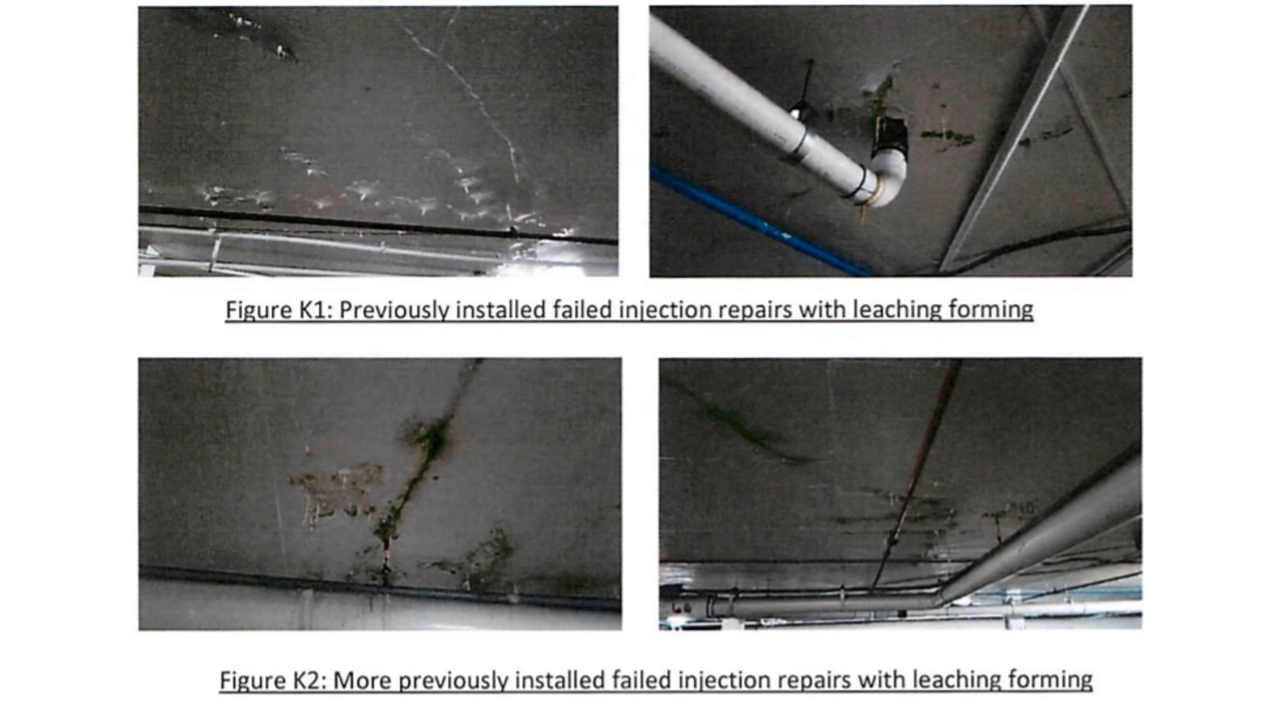 Figure K1: Previously installed failed injection repairs with leaching forming
Figure K2: More previously installed failed injection repairs with leaching forming